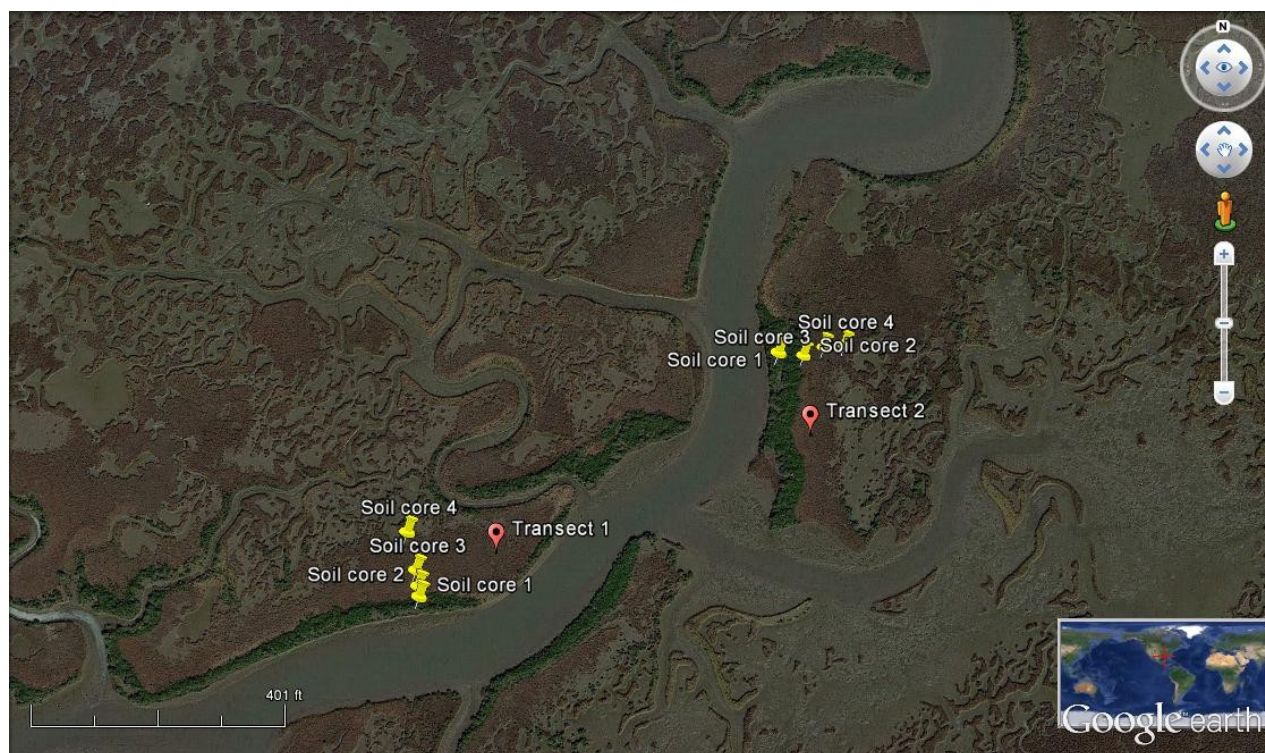 N
Soil core 4
Soil core 3
Soil core 2
Soil core 1
Transect 2
Soil core 4
Transect 1
Soil core 3
Soil core 2
Soil core 1
401 ft
Google earth